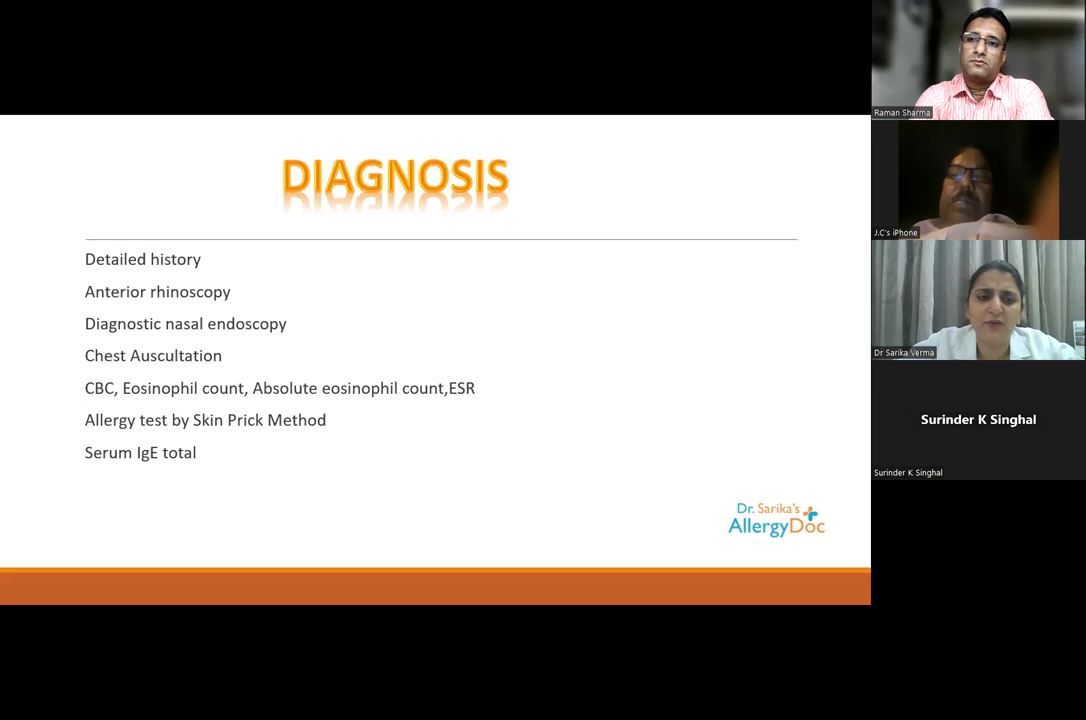 DIAGNOSIS
Detailed history
Anterior rhinoscopy
Diagnostic nasal endoscopy
Chest Auscultation
CBC, Eosinophil count, Absolute eosinophil count,ESR
Allergy test by Skin Prick Method
Serum IgE total
Dr. Sarika's
AllergyDoc
Raman Sharma
J.C's iPhone
Dr Sarika Verma
Surinder K Singhal
Surinder K Singhal